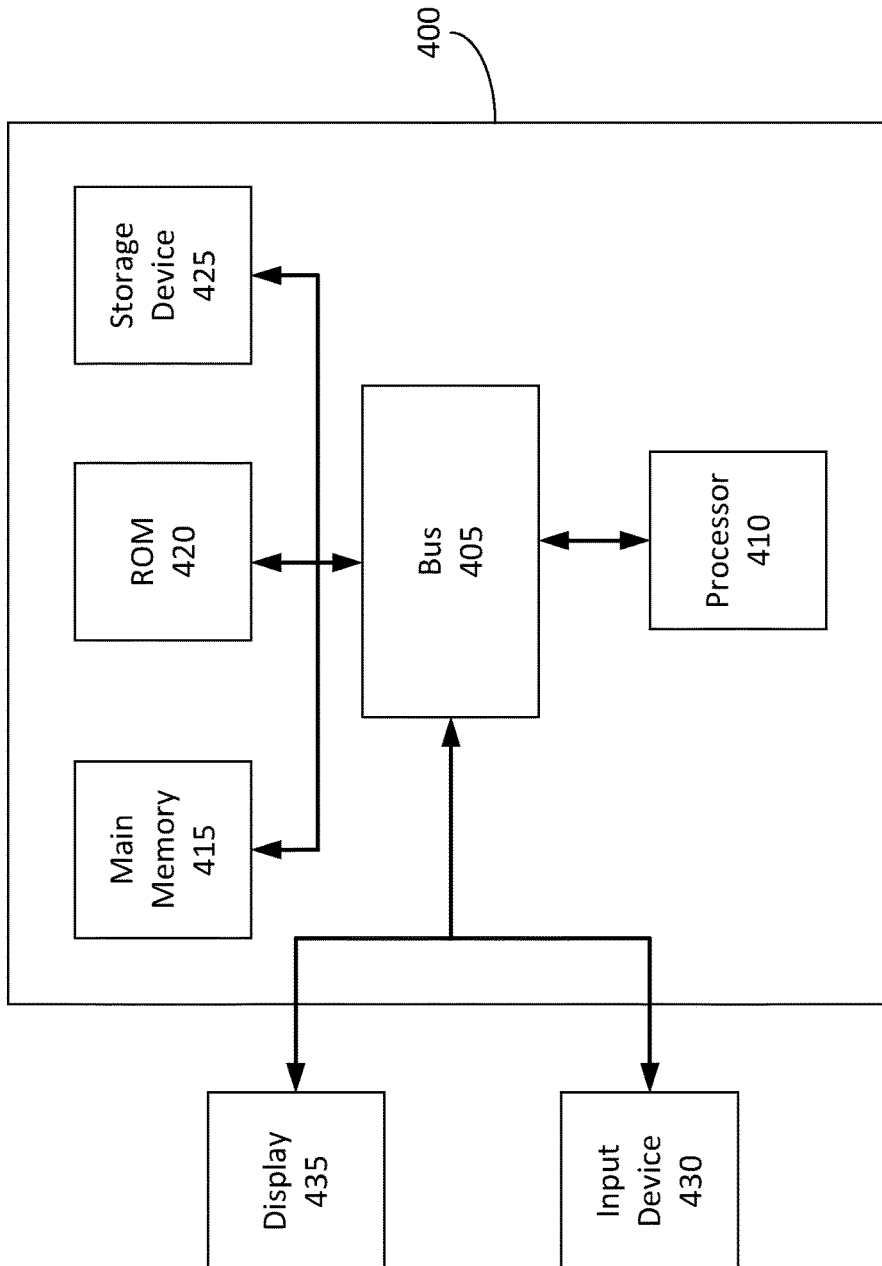 Display
435
Input
Device
430
Main
Memory
415
ROM
420
Storage
Device
425
Bus
405
Processor
410
400